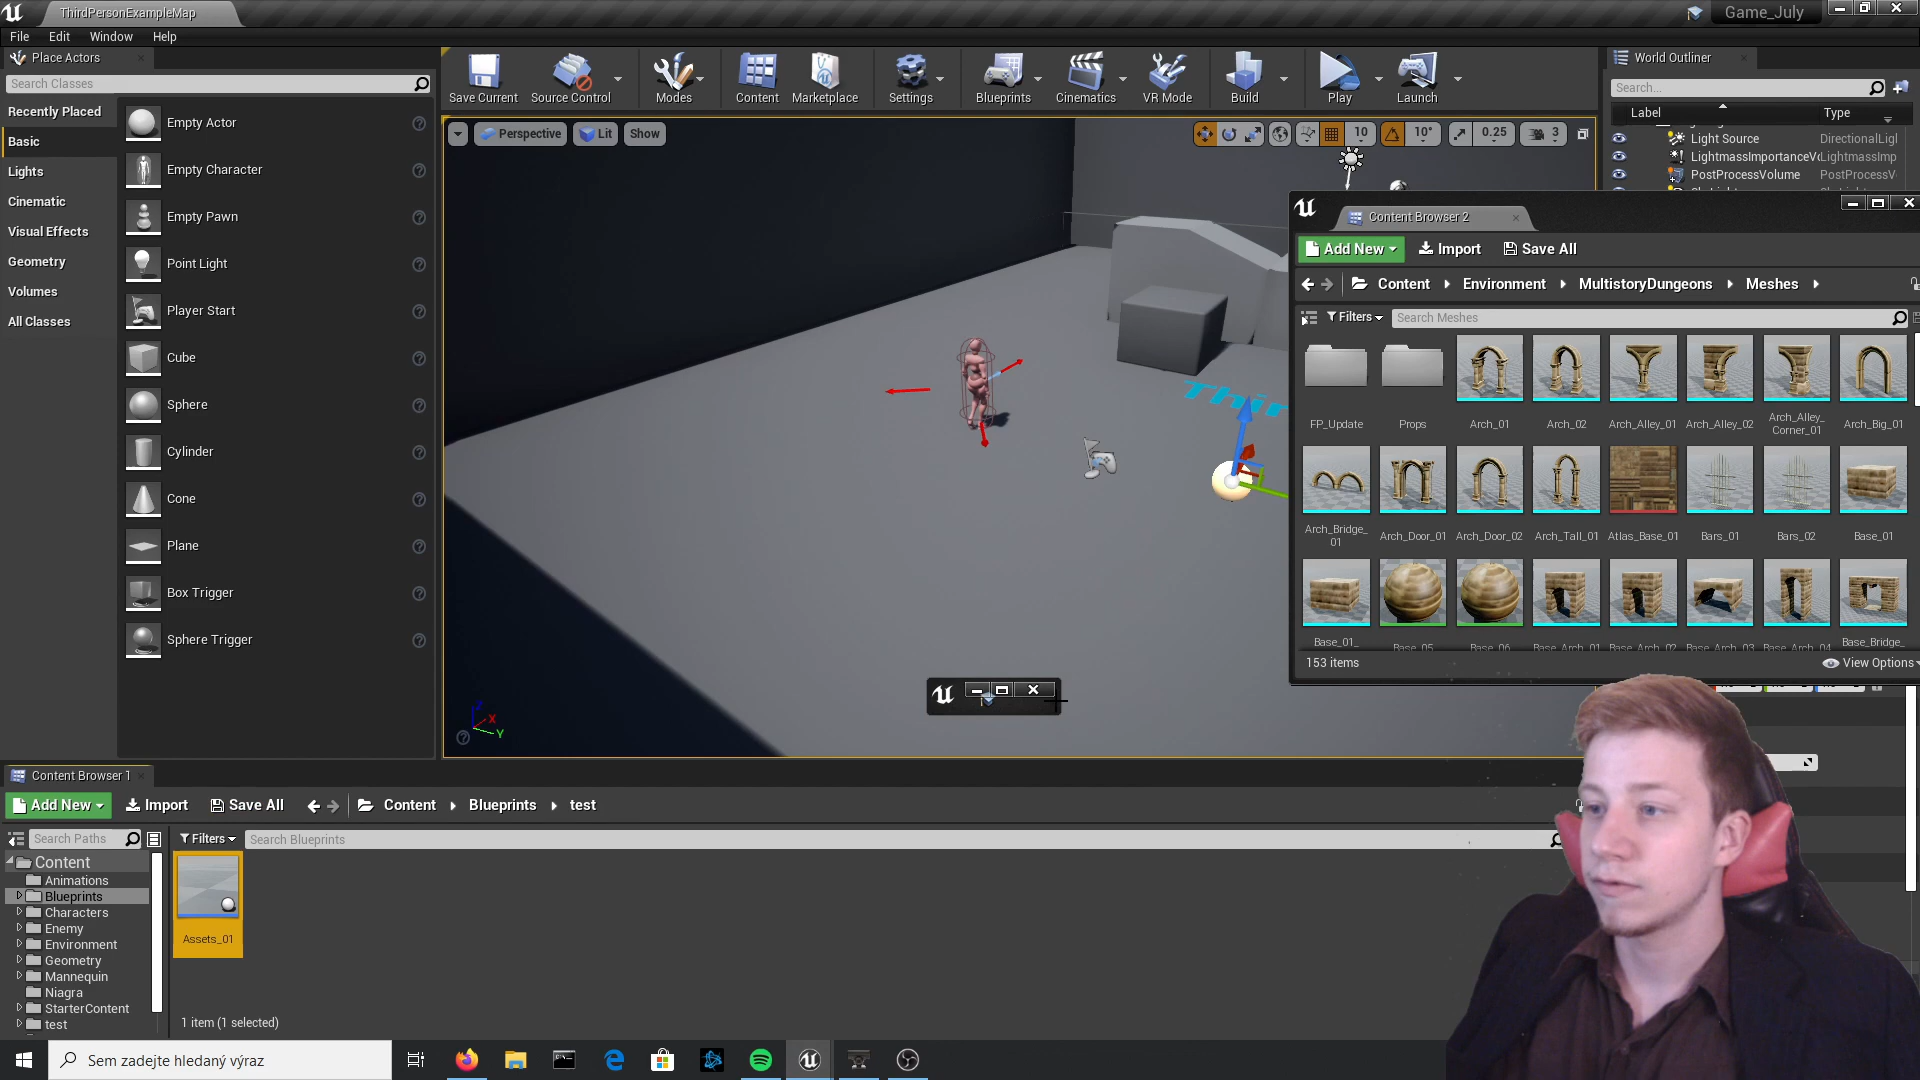 ThirdPersonExampleMap
Game_July
File Edit Window Help
Place Actors
Search Classes
Recently Placed
Basic
Lights
Cinematic
Visual Effects
Geometry
Volumes
All Classes
Empty Actor
Empty Character
Empty Pawn
Point Light
Player Start
Cube
Sphere
Cylinder
Cone
Plane
Box Trigger
Sphere Trigger
Save Current Source Control Modes Content Marketplace Settings Blueprints Cinematics VR Mode Build Play Launch
Perspective Lit Show
10 10° 0.25 3
Thir
X
Y
World Outliner
Search...
Label Type
Light Source DirectionalLigl
LightmassImportanceV LightmassImp
PostProcessVolume PostProcessV
Content Browser 2
Add New Import Save All
Content Environment MultistoryDungeons Meshes
Filters Search Meshes
FP_Update Props Arch_01 Arch_02 Arch_Alley_01 Arch_Alley_02 Arch_Alley_Corner_01 Arch_Big_01
Arch_Bridge_01 Arch_Door_01 Arch_Door_02 Arch_Tall_01 Atlas_Base_01 Bars_01 Bars_02 Base_01
Base_01_ Base_05 Base_06 Base_Arch_01 Base_Arch_02 Base_Arch_03 Base_Arch_04 Base_Bridge_
153 items View Options
Content Browser 1
Add New Import Save All Content Blueprints test
Search Paths Filters Search Blueprints
Content
Animations
Blueprints
Characters
Enemy
Environment
Geometry
Mannequin
Niagra
StarterContent
test
Assets_01
1 item (1 selected)
Sem zadejte hledaný výraz